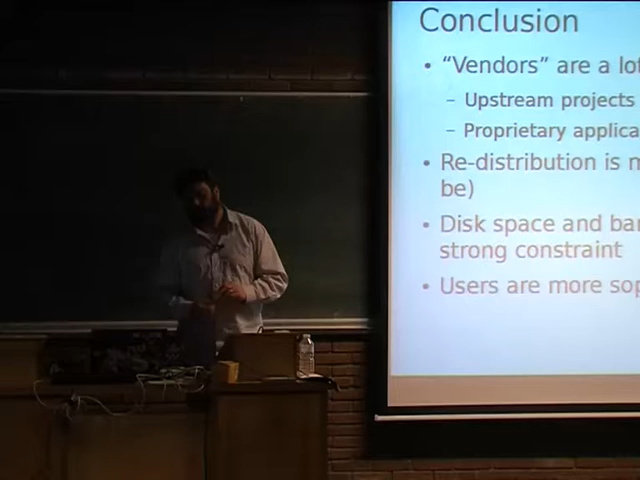 Conclusion
• “Vendors” are a lot
– Upstream projects
– Proprietary applica
• Re-distribution is m
be)
• Disk space and ban
strong constraint
• Users are more sop